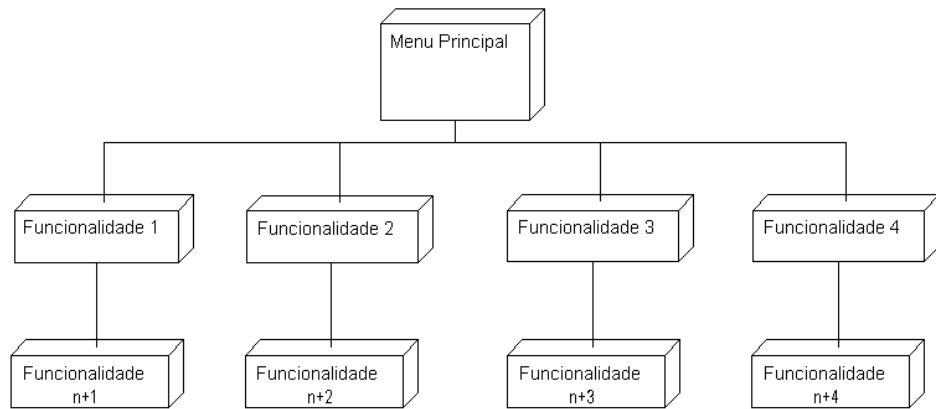 Menu Principal
Funcionalidade 1
Funcionalidade 2
Funcionalidade 3
Funcionalidade 4
Funcionalidade
n+1
Funcionalidade
n+2
Funcionalidade
n+3
Funcionalidade
n+4